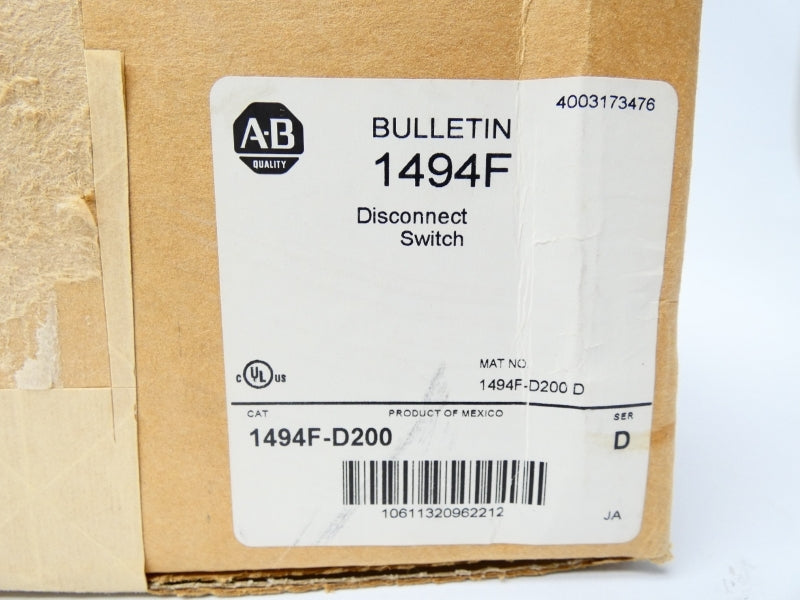 4003173476
A-B
QUALITY
BULLETIN
1494F
Disconnect
Switch
c UL us
MAT NO
1494F-D200 D
CAT
PRODUCT OF MEXICO
SER
1494F-D200
D
10611320962212
JA